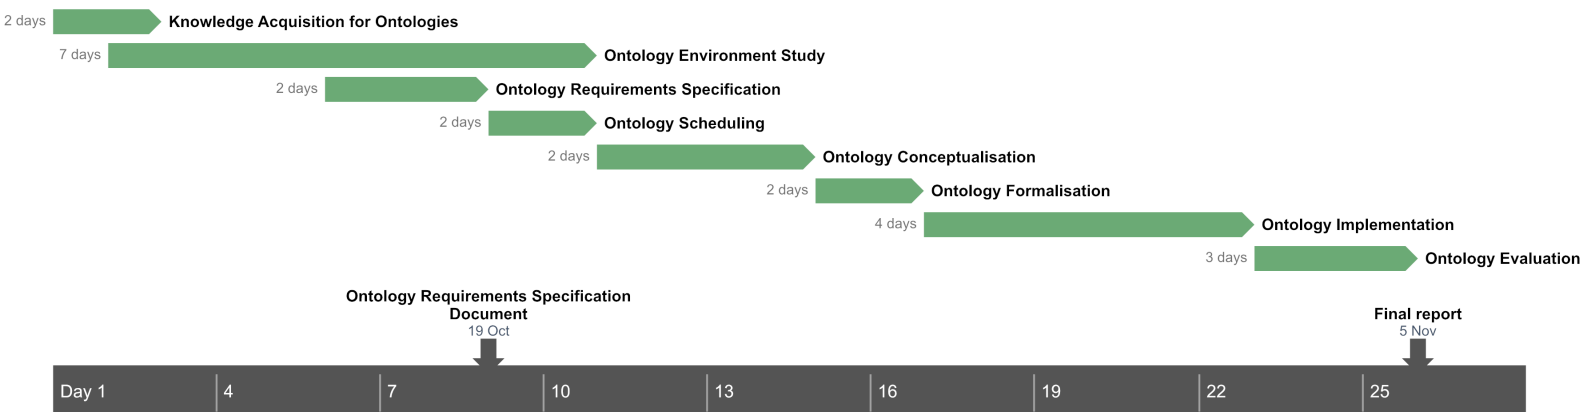 2 days Knowledge Acquisition for Ontologies
7 days Ontology Environment Study
2 days Ontology Requirements Specification
2 days Ontology Scheduling
2 days Ontology Conceptualisation
2 days Ontology Formalisation
4 days Ontology Implementation
3 days Ontology Evaluation
Ontology Requirements Specification
Document
19 Oct
Final report
5 Nov
Day 1 4 7 10 13 16 19 22 25